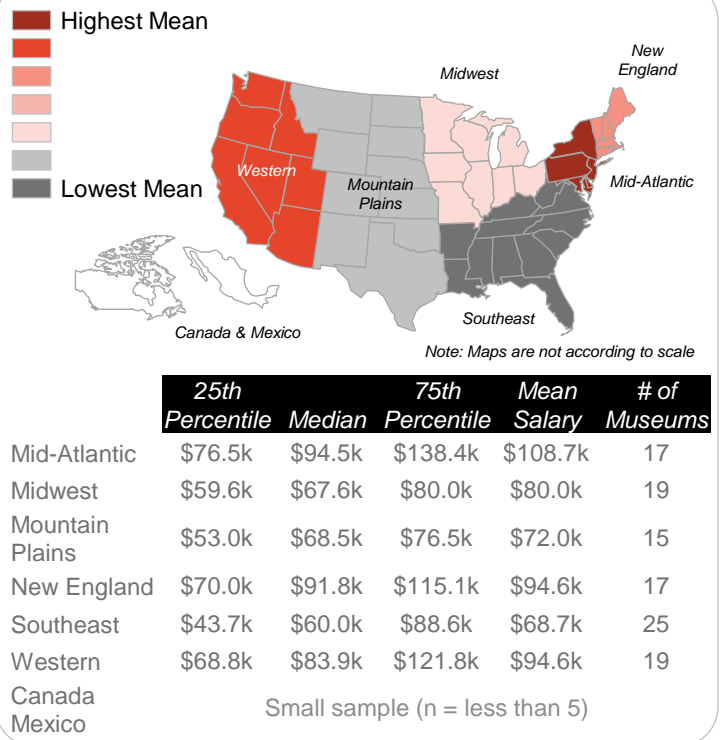 Highest Mean
Lowest Mean
New
England
Midwest
Western
Mountain
Plains
Mid-Atlantic
Southeast
Canada & Mexico
Note: Maps are not according to scale
25th Percentile Median 75th Percentile Mean Salary # of Museums
Mid-Atlantic $76.5k $94.5k $138.4k $108.7k 17
Midwest $59.6k $67.6k $80.0k $80.0k 19
Mountain
Plains $53.0k $68.5k $76.5k $72.0k 15
New England $70.0k $91.8k $115.1k $94.6k 17
Southeast $43.7k $60.0k $88.6k $68.7k 25
Western $68.8k $83.9k $121.8k $94.6k 19
Canada
Mexico Small sample (n = less than 5)